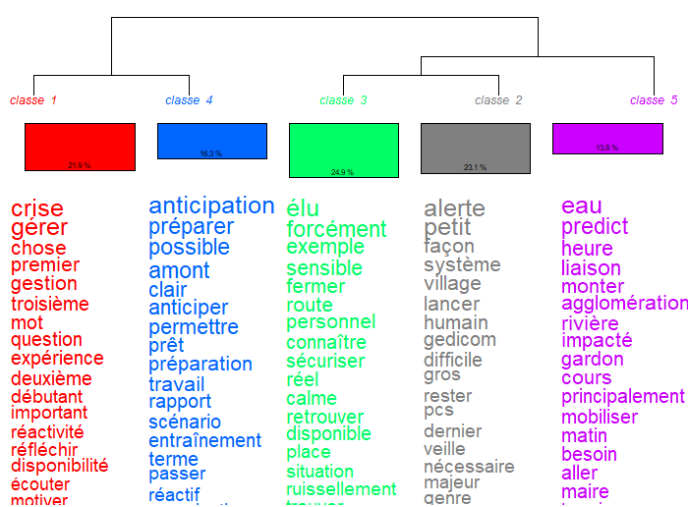 classe 1
classe 4
classe 3
classe 2
classe 5
16.3 %
24.9 %
23.1 %
crise
gérer
chose
premier
gestion
troisième
mot
question
expérience
deuxième
débutant
important
réactivité
réfléchir
disponibilité
écouter
motiver
anticipation
préparer
possible
amont
clair
anticiper
permettre
prêt
préparation
travail
rapport
scénario
entraînement
terme
passer
réactif
élu
forcément
exemple
sensible
fermer
route
personnel
connaître
sécuriser
réel
calme
retrouver
disponible
place
situation
ruissellement
alerte
petit
façon
système
village
lancer
humain
gedicom
difficile
gros
rester
pcs
dernier
veille
nécessaire
majeur
genre
eau
predict
heure
liaison
monter
agglomération
rivière
impacté
gardon
cours
principalement
mobiliser
matin
besoin
aller
maire